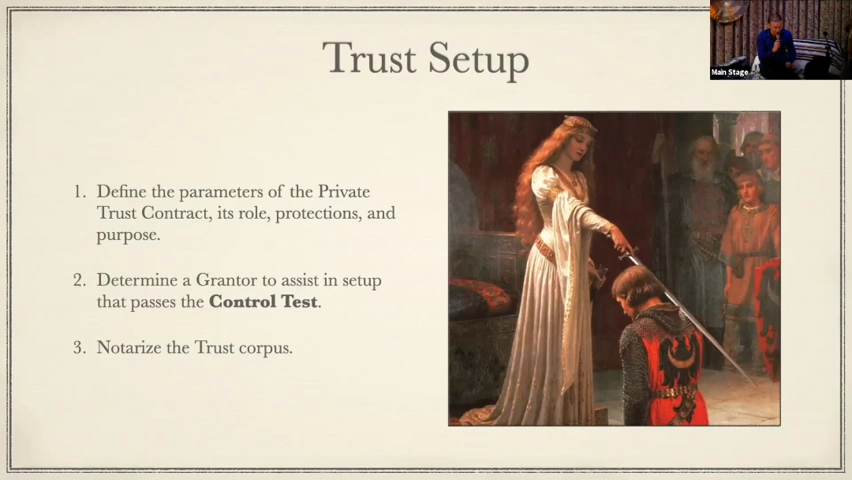 Trust Setup
Main Stage
1. Define the parameters of the Private
Trust Contract, its role, protections, and
purpose.
2. Determine a Grantor to assist in setup
that passes the Control Test.
3. Notarize the Trust corpus.